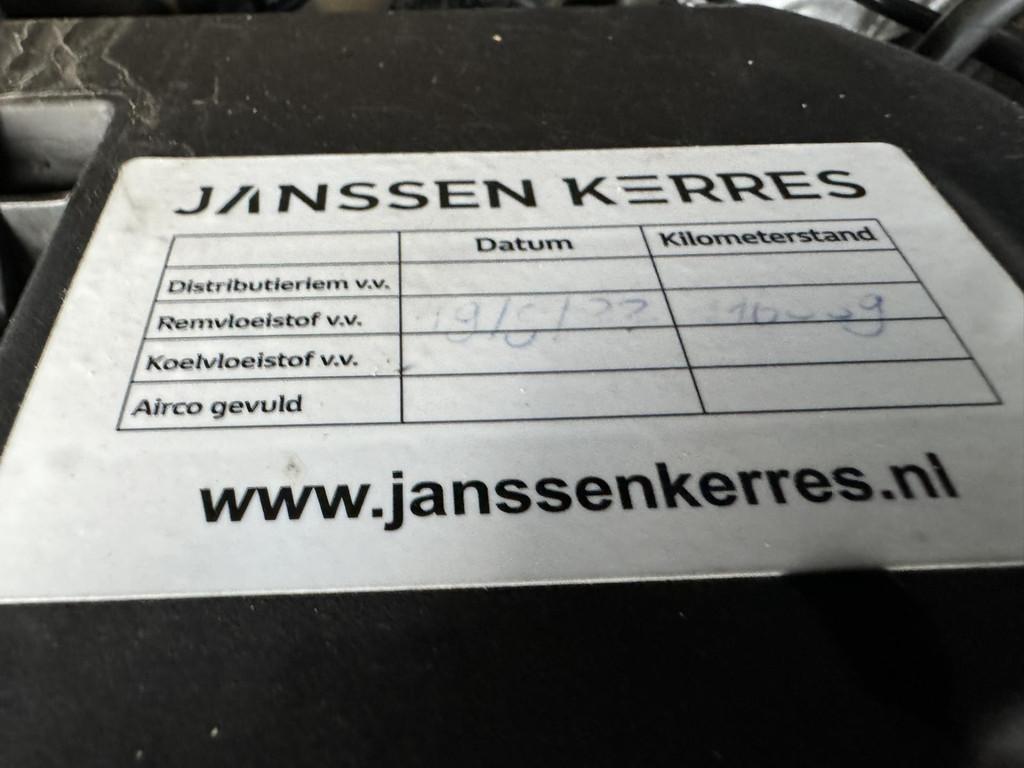 JANSSEN KERRES
Datum Kilometerstand
Distributieriem v.v.
Remvloeistof v.v.
Koelvloeistof v.v.
Airco gevuld
www.janssenkerres.nl